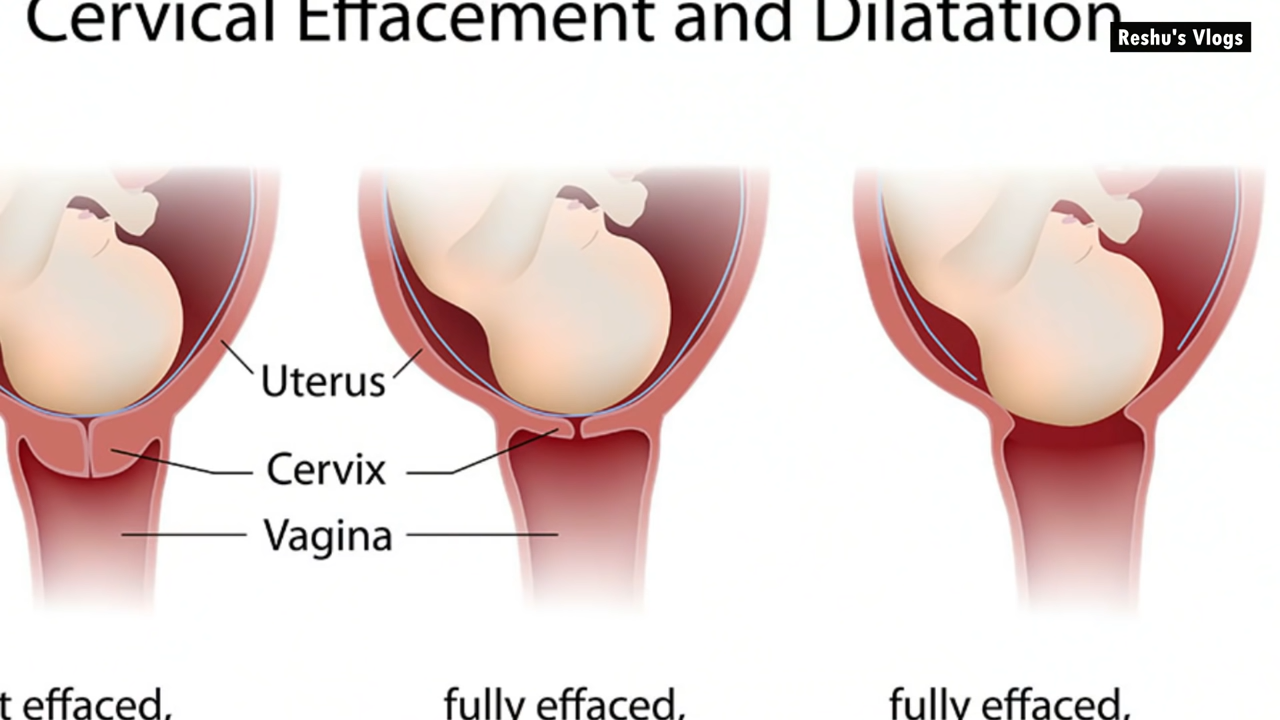 Cervical Effacement and Dilatation
Reshu's Vlogs
Uterus
Cervix
Vagina
effaced,
fully effaced,
fully effaced,